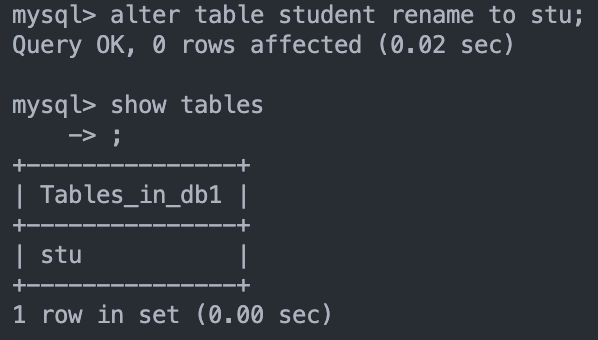 mysql> alter table student rename to stu;
Query OK, 0 rows affected (0.02 sec)

mysql> show tables
    -> ;
+---------------+
| Tables_in_db1 |
+---------------+
| stu           |
+---------------+
1 row in set (0.00 sec)